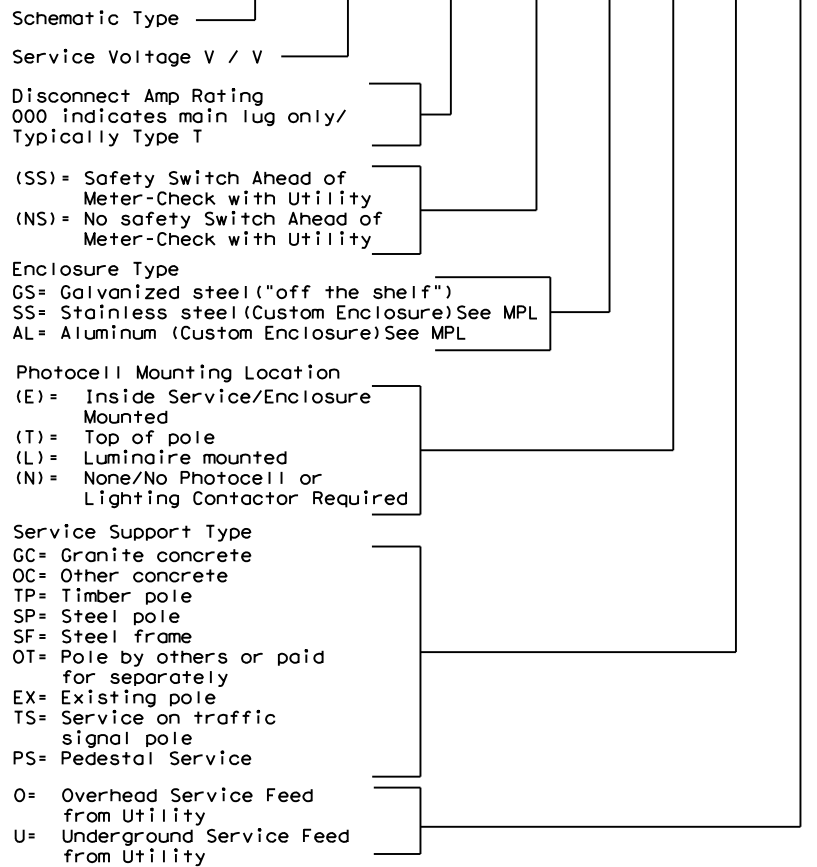 Schematic Type
Service Voltage V / V
Disconnect Amp Rating
000 indicates main lug only/
Typically Type T
(SS)= Safety Switch Ahead of
Meter-Check with Utility
(NS)= No safety Switch Ahead of
Meter-Check with Utility
Enclosure Type
GS= Galvanized steel("off the shelf")
SS= Stainless steel(Custom Enclosure)See MPL
AL= Aluminum (Custom Enclosure)See MPL
Photocell Mounting Location
(E)= Inside Service/Enclosure
Mounted
(T)= Top of pole
(L)= Luminaire mounted
(N)= None/No Photocell or
Lighting Contactor Required
Service Support Type
GC= Granite concrete
OC= Other concrete
TP= Timber pole
SP= Steel pole
SF= Steel frame
OT= Pole by others or paid
for separately
EX= Existing pole
TS= Service on traffic
signal pole
PS= Pedestal Service
O= Overhead Service Feed
from Utility
U= Underground Service Feed
from Utility